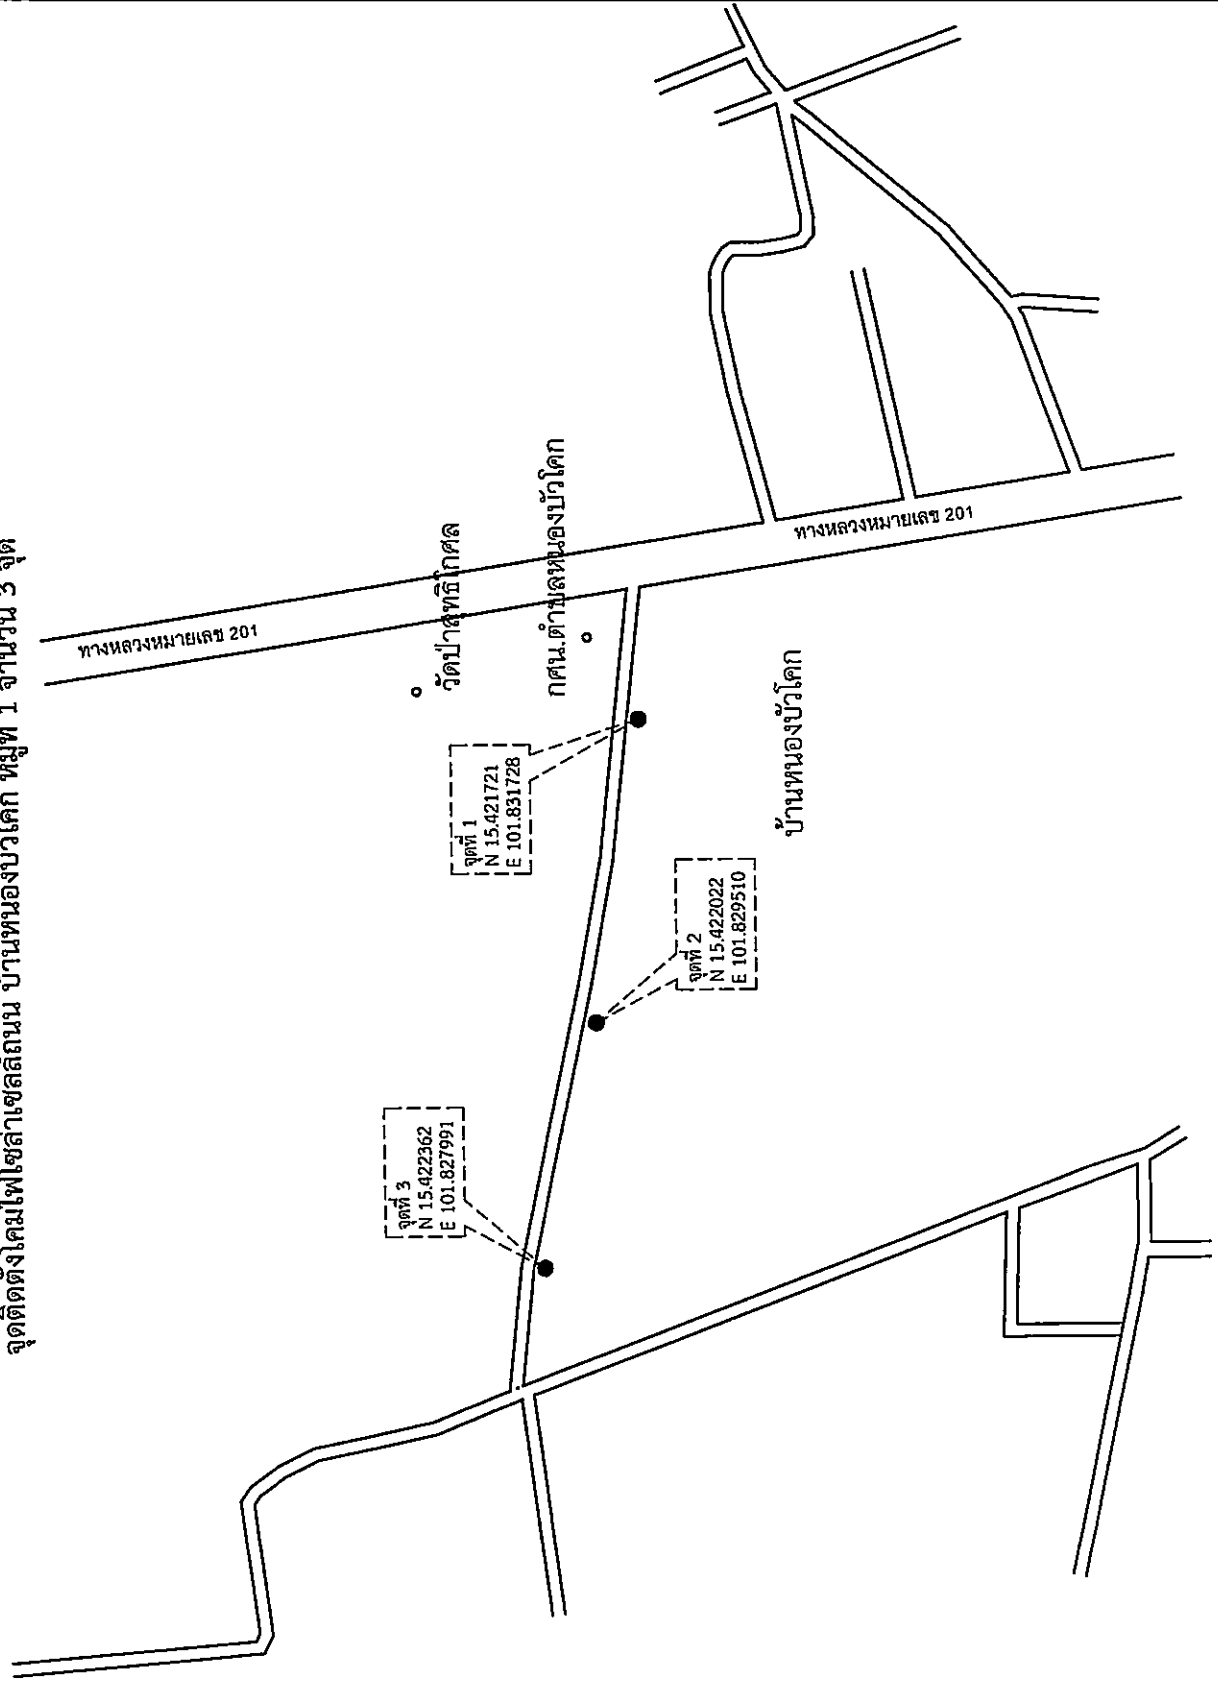 จุดติดตั้งโคมไฟโซล่าเซลล์ถนน บ้านหนองบัวโคก หมู่ที่ 1 จำนวน 3 จุด
ทางหลวงหมายเลข 201
วัดป่าสุทธิโกศล
กศน.ตำบลหนองบัวโคก
ทางหลวงหมายเลข 201
จุดที่ 1
N 15.421721
E 101.831728
บ้านหนองบัวโคก
จุดที่ 2
N 15.422022
E 101.829510
จุดที่ 3
N 15.422362
E 101.827991